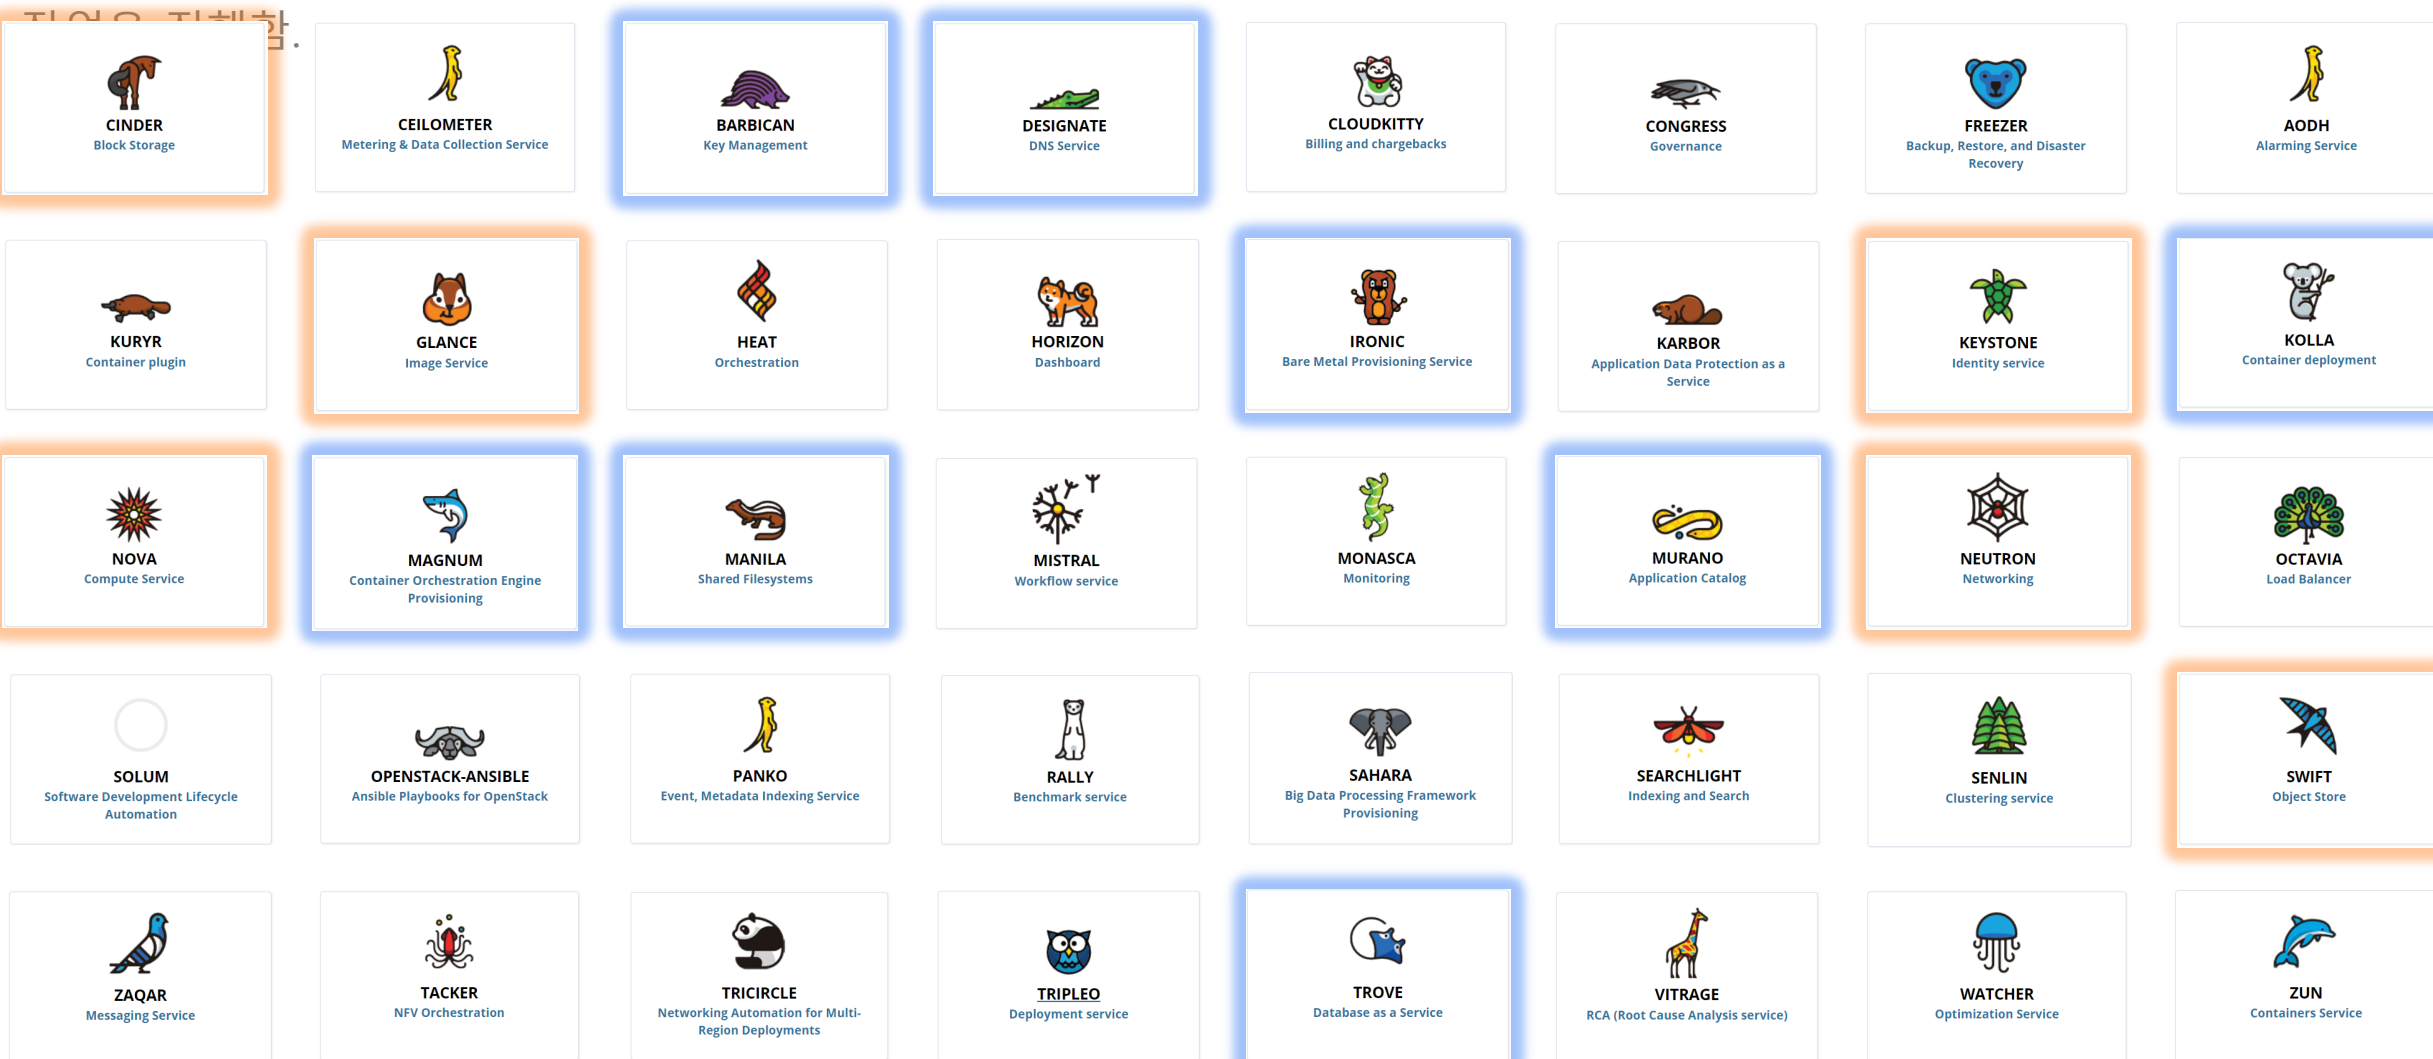 CINDER
Block Storage
CEILOMETER
Metering & Data Collection Service
BARBICAN
Key Management
DESIGNATE
DNS Service
CLOUDKITTY
Billing and chargebacks
CONGRESS
Governance
FREEZER
Backup, Restore, and Disaster
Recovery
AODH
Alarming Service
KURYR
Container plugin
GLANCE
Image Service
HEAT
Orchestration
HORIZON
Dashboard
IRONIC
Bare Metal Provisioning Service
KARBOR
Application Data Protection as a
Service
KEYSTONE
Identity service
KOLLA
Container deployment
NOVA
Compute Service
MAGNUM
Container Orchestration Engine
Provisioning
MANILA
Shared Filesystems
MISTRAL
Workflow service
MONASCA
Monitoring
MURANO
Application Catalog
NEUTRON
Networking
OCTAVIA
Load Balancer
SOLUM
Software Development Lifecycle
Automation
OPENSTACK-ANSIBLE
Ansible Playbooks for OpenStack
PANKO
Event, Metadata Indexing Service
RALLY
Benchmark service
SAHARA
Big Data Processing Framework
Provisioning
SEARCHLIGHT
Indexing and Search
SENLIN
Clustering service
SWIFT
Object Store
ZAQAR
Messaging Service
TACKER
NFV Orchestration
TRICIRCLE
Networking Automation for Multi-
Region Deployments
TRIPLEO
Deployment service
TROVE
Database as a Service
VITRAGE
RCA (Root Cause Analysis service)
WATCHER
Optimization Service
ZUN
Containers Service